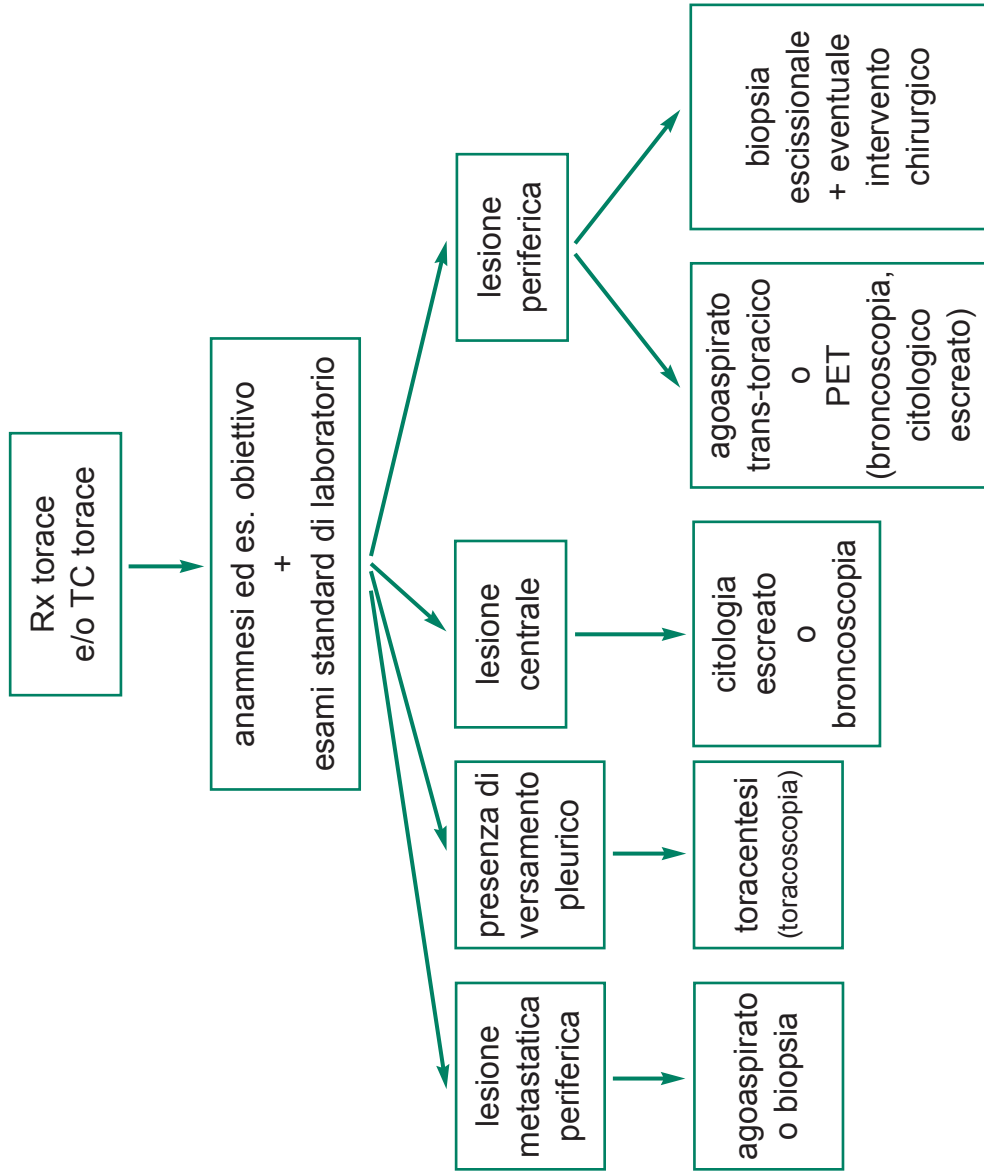 Rx torace
e/o TC torace
anamnesi ed es. obiettivo
+
esami standard di laboratorio
lesione
metastatica
periferica
presenza di
versamento
pleurico
lesione
centrale
lesione
periferica
agoaspirato
o biopsia
toracentesi
(toracoscopia)
citologia
escreato
o
broncoscopia
agoaspirato
trans-toracico
o
PET
(broncoscopia,
citologico
escreato)
biopsia
escissionale
+ eventuale
intervento
chirurgico